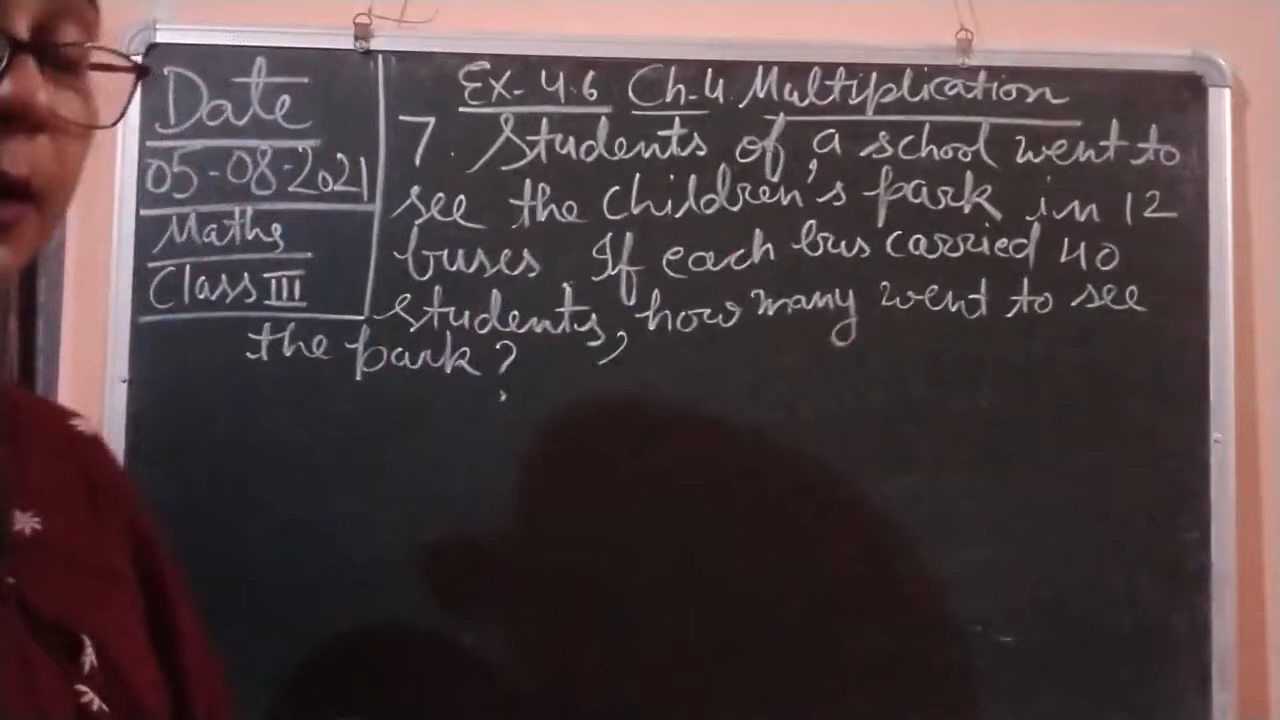 Date
05-08-2021
Maths
Class III
Ex-4.6 Ch-4. Multiplication
7. Students of a school went to
see the children's park in 12
buses. If each bus carried 40
students, how many went to see
the park?